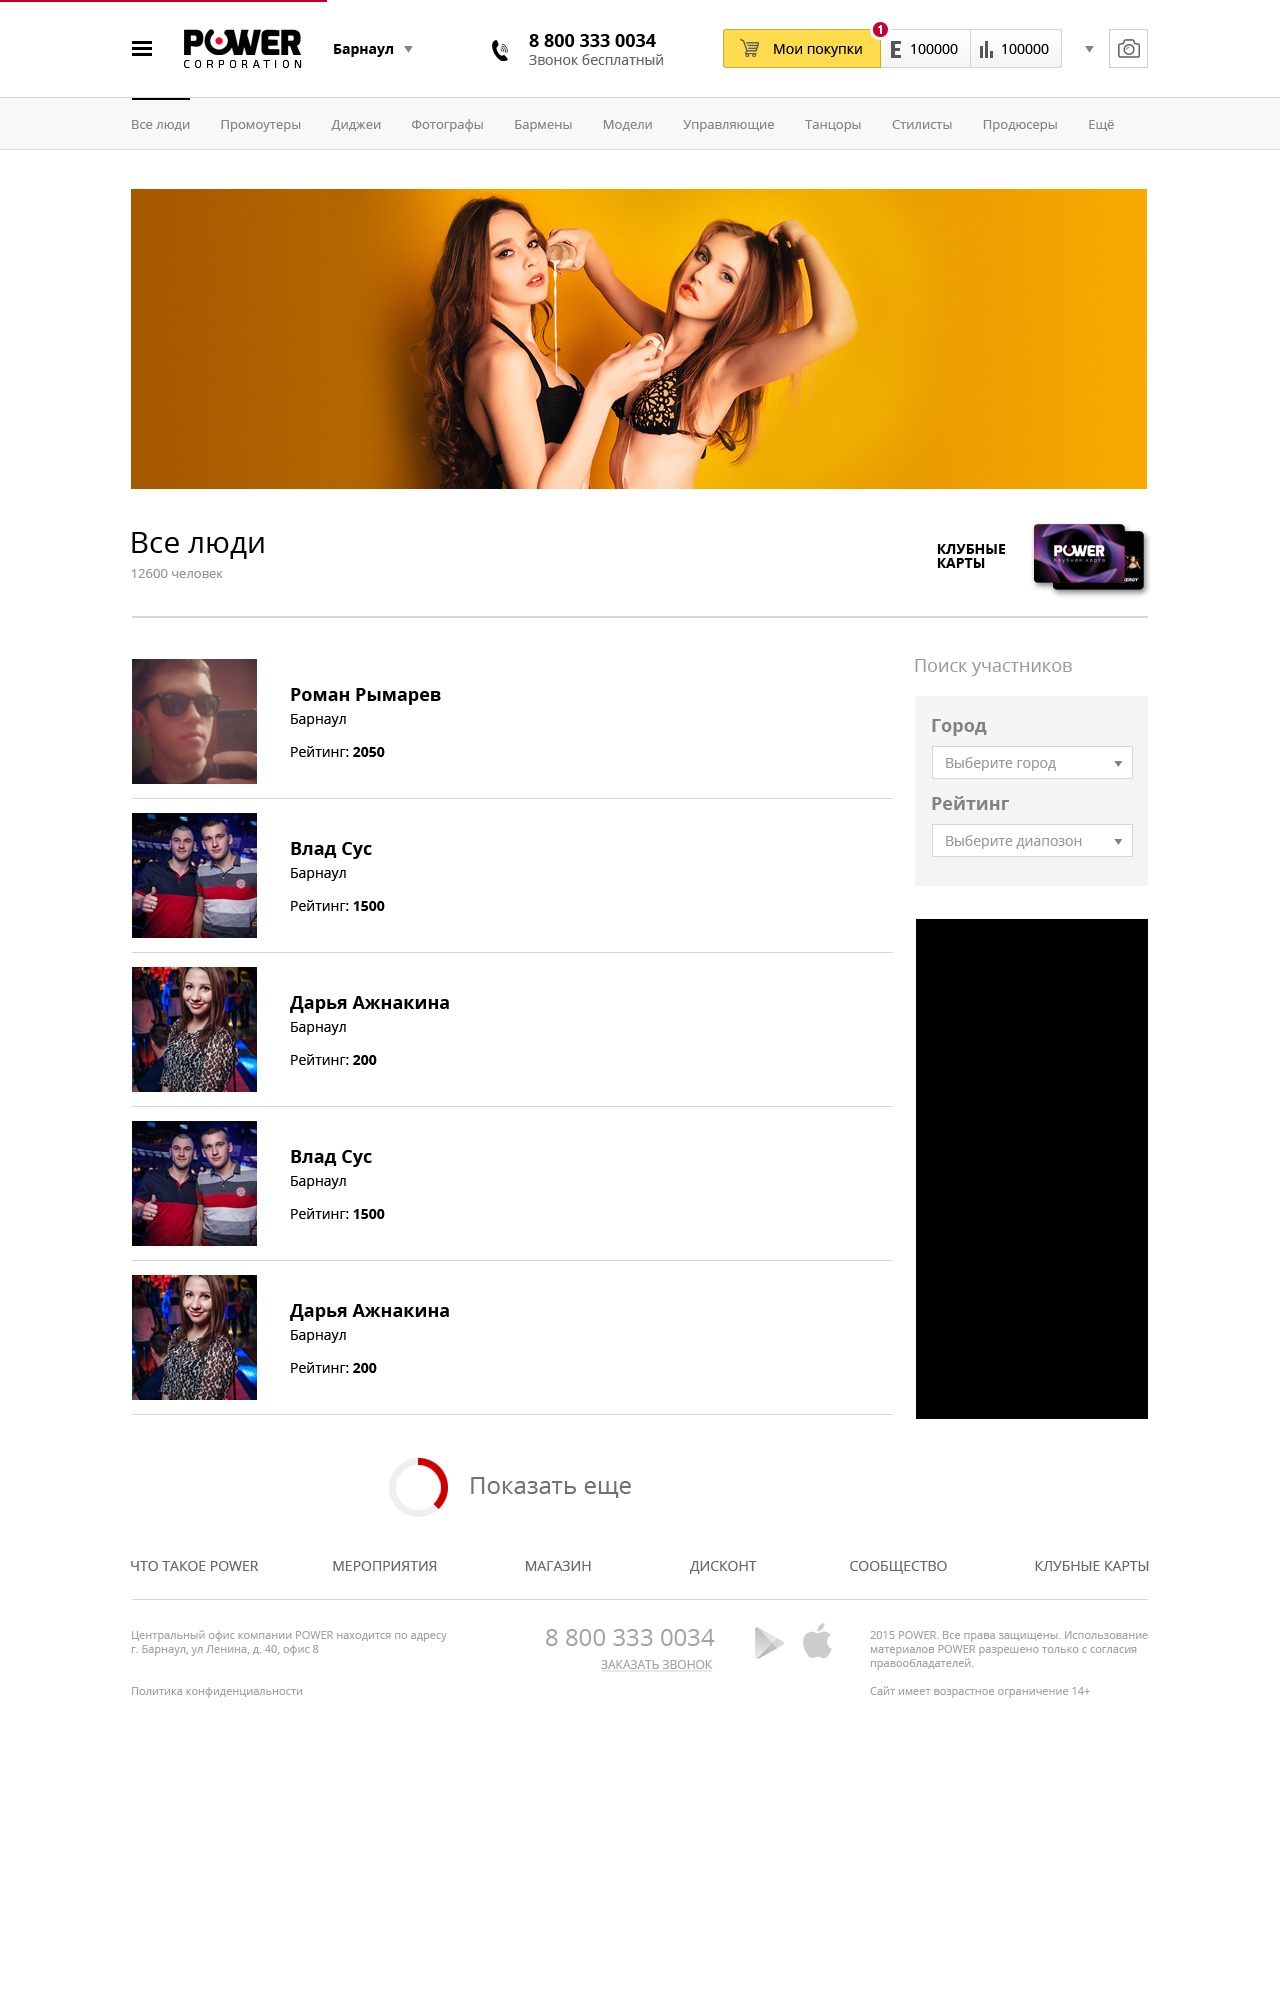 POWER
CORPORATION
Барнаул
8 800 333 0034
Звонок бесплатный
Мои покупки
1
E 100000
100000
Все люди
Промоутеры
Диджеи
Фотографы
Бармены
Модели
Управляющие
Танцоры
Стилисты
Продюсеры
Ещё
Все люди
12600 человек
КЛУБНЫЕ
КАРТЫ
POWER
Клубная карта
Роман Рымарев
Барнаул
Рейтинг: 2050
Влад Сус
Барнаул
Рейтинг: 1500
Дарья Ажнакина
Барнаул
Рейтинг: 200
Влад Сус
Барнаул
Рейтинг: 1500
Дарья Ажнакина
Барнаул
Рейтинг: 200
Поиск участников
Город
Выберите город
Рейтинг
Выберите диапозон
Показать еще
ЧТО ТАКОЕ POWER
МЕРОПРИЯТИЯ
МАГАЗИН
ДИСКОНТ
СООБЩЕСТВО
КЛУБНЫЕ КАРТЫ
Центральный офис компании POWER находится по адресу
г. Барнаул, ул Ленина, д. 40, офис 8
Политика конфиденциальности
8 800 333 0034
ЗАКАЗАТЬ ЗВОНОК
2015 POWER. Все права защищены. Использование
материалов POWER разрешено только с согласия
правообладателей.
Сайт имеет возрастное ограничение 14+